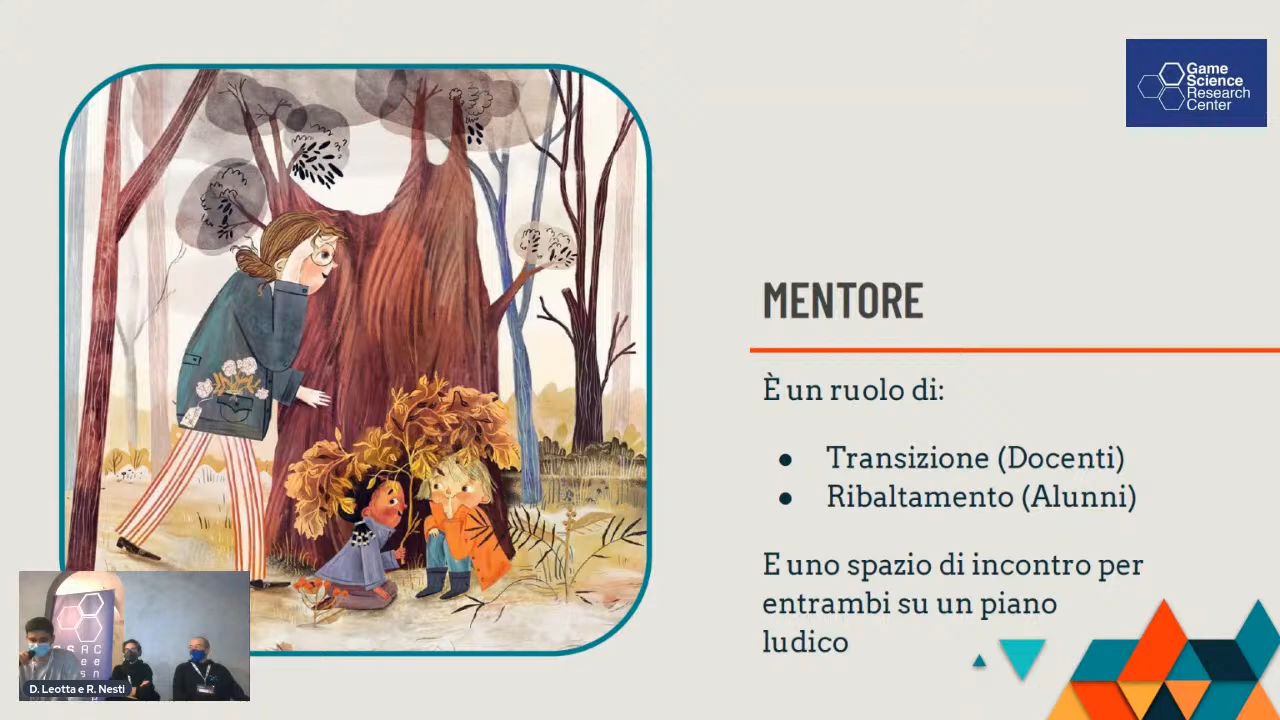 Game
Science
Research
Center
MENTORE
È un ruolo di:
● Transizione (Docenti)
● Ribaltamento (Alunni)
E uno spazio di incontro per
entrambi su un piano
ludico
D. Leotta e R. Nesti